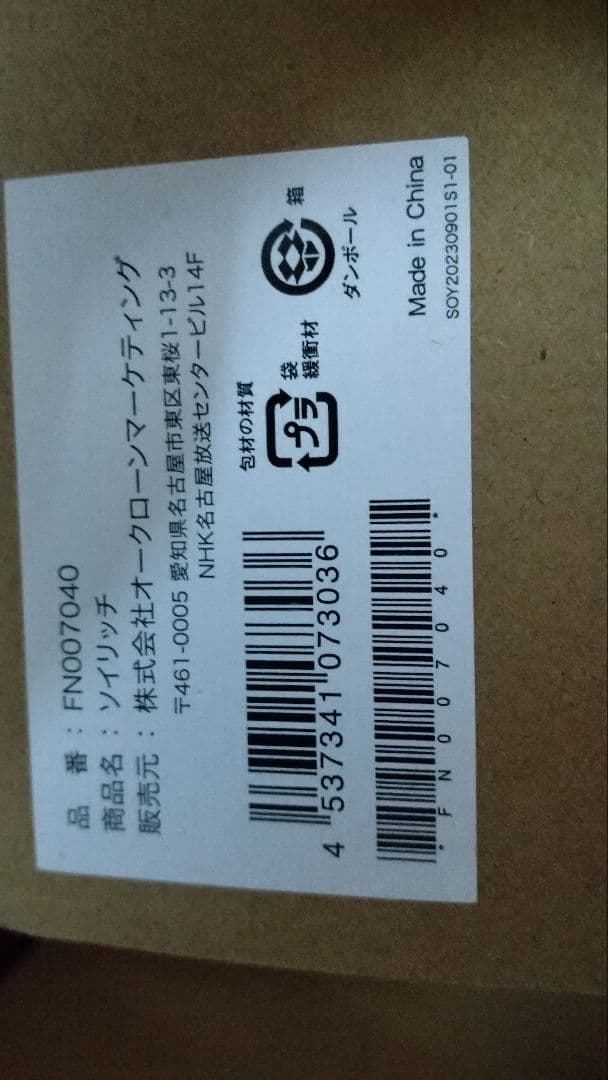 品 番：FN007040
商品名：ソイリッチ
販売元：株式会社オークローンマーケティング
〒461-0005 愛知県名古屋市東区東桜1-13-3
NHK名古屋放送センタービル14F
包材の材質
プラ
袋
緩衝材
箱
ダンボール
4 537341 073036
*FN007040*
Made in China
SOY20230901S1-01